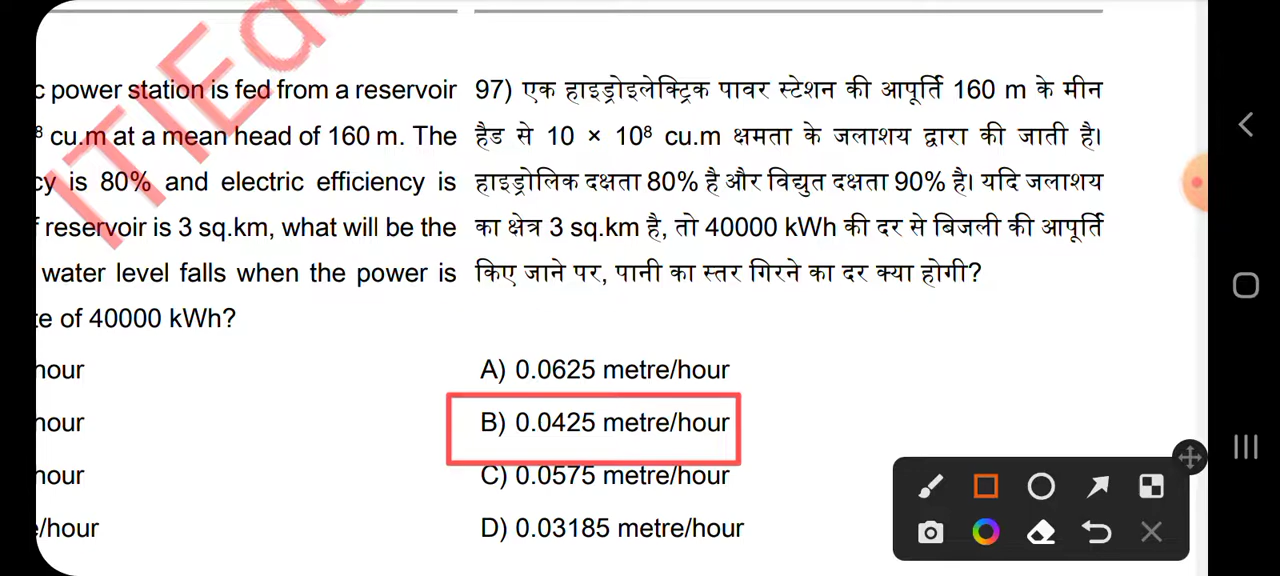 ITIEd
c power station is fed from a reservoir
⁸ cu.m at a mean head of 160 m. The
cy is 80% and electric efficiency is
f reservoir is 3 sq.km, what will be the
water level falls when the power is
te of 40000 kWh?
hour
hour
hour
e/hour
97) एक हाइड्रोइलेक्ट्रिक पावर स्टेशन की आपूर्ति 160 m के मीन
हैड से 10 × 10⁸ cu.m क्षमता के जलाशय द्वारा की जाती है।
हाइड्रोलिक दक्षता 80% है और विद्युत दक्षता 90% है। यदि जलाशय
का क्षेत्र 3 sq.km है, तो 40000 kWh की दर से बिजली की आपूर्ति
किए जाने पर, पानी का स्तर गिरने का दर क्या होगी?
A) 0.0625 metre/hour
B) 0.0425 metre/hour
C) 0.0575 metre/hour
D) 0.03185 metre/hour